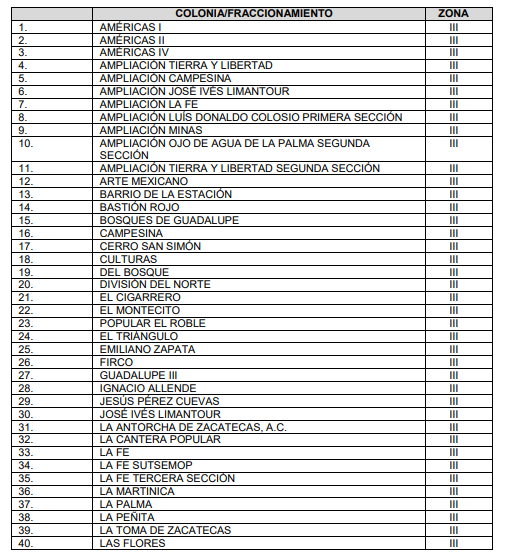 COLONIA/FRACCIONAMIENTO ZONA
1. AMÉRICAS I III
2. AMÉRICAS II III
3. AMÉRICAS IV III
4. AMPLIACIÓN TIERRA Y LIBERTAD III
5. AMPLIACIÓN CAMPESINA III
6. AMPLIACIÓN JOSÉ IVÉS LIMANTOUR III
7. AMPLIACIÓN LA FE III
8. AMPLIACIÓN LUÍS DONALDO COLOSIO PRIMERA SECCIÓN III
9. AMPLIACIÓN MINAS III
10. AMPLIACIÓN OJO DE AGUA DE LA PALMA SEGUNDA III
SECCIÓN
11. AMPLIACIÓN TIERRA Y LIBERTAD SEGUNDA SECCIÓN III
12. ARTE MEXICANO III
13. BARRIO DE LA ESTACIÓN III
14. BASTIÓN ROJO III
15. BOSQUES DE GUADALUPE III
16. CAMPESINA III
17. CERRO SAN SIMÓN III
18. CULTURAS III
19. DEL BOSQUE III
20. DIVISIÓN DEL NORTE III
21. EL CIGARRERO III
22. EL MONTECITO III
23. POPULAR EL ROBLE III
24. EL TRIÁNGULO III
25. EMILIANO ZAPATA III
26. FIRCO III
27. GUADALUPE III III
28. IGNACIO ALLENDE III
29. JESÚS PÉREZ CUEVAS III
30. JOSÉ IVÉS LIMANTOUR III
31. LA ANTORCHA DE ZACATECAS, A.C. III
32. LA CANTERA POPULAR III
33. LA FE III
34. LA FE SUTSEMOP III
35. LA FE TERCERA SECCIÓN III
36. LA MARTINICA III
37. LA PALMA III
38. LA PEÑITA III
39. LA TOMA DE ZACATECAS III
40. LAS FLORES III